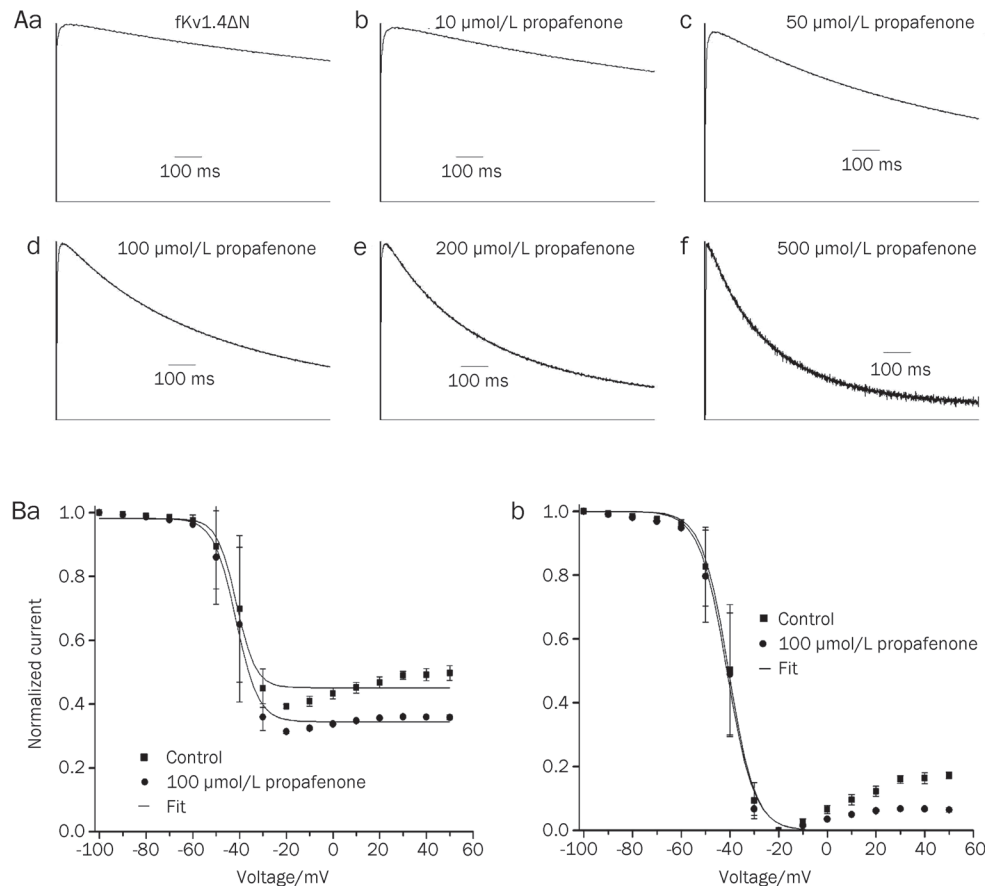 Aa
fKv1.4ΔN
100 ms
b
10 µmol/L propafenone
100 ms
c
50 µmol/L propafenone
100 ms
d
100 µmol/L propafenone
100 ms
e
200 µmol/L propafenone
100 ms
f
500 µmol/L propafenone
100 ms
Ba
Normalized current
1.0
0.8
0.6
0.4
0.2
0.0
Control
100 µmol/L propafenone
Fit
-100 -80 -60 -40 -20 0 20 40 60
Voltage/mV
b
1.0
0.8
0.6
0.4
0.2
0.0
Control
100 µmol/L propafenone
Fit
-100 -80 -60 -40 -20 0 20 40 60
Voltage/mV